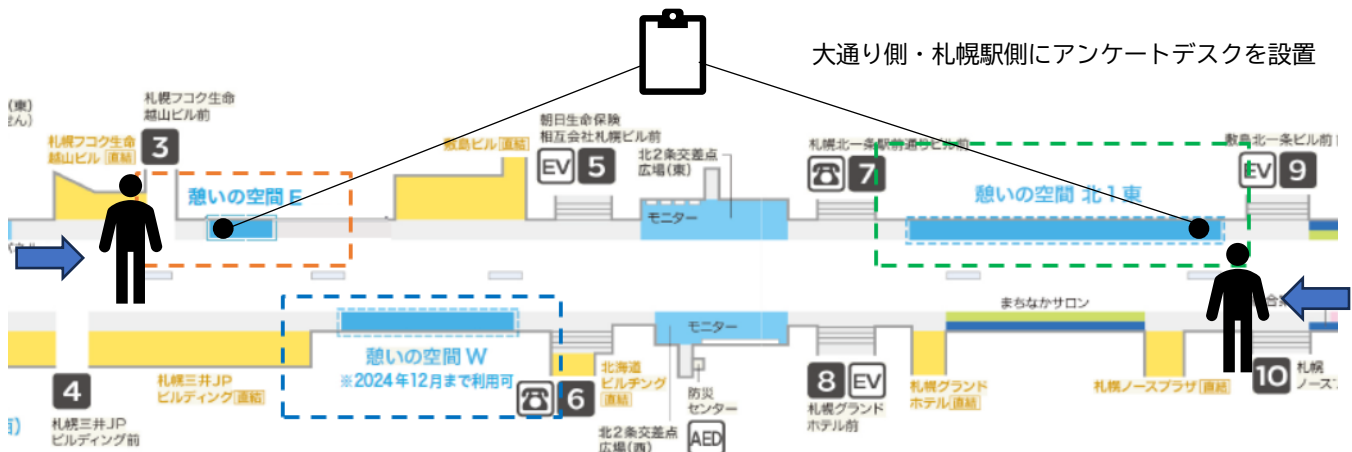 大通り側・札幌駅側にアンケートデスクを設置
(東)
せん)
札幌フコク生命
越山ビル前
3
札幌フコク生命
越山ビル 直結
憩いの空間 E
敷島ビル 直結
朝日生命保険
相互会社札幌ビル前
EV 5
北2条交差点
広場(東)
モニター
札幌北一条駅前通りビル前
7
憩いの空間 北1東
敷島北一条ビル前
EV 9
4
札幌三井JP
ビルディング前
札幌三井JP
ビルディング 直結
憩いの空間 W
※2024年12月まで利用可
6
北海道
ビルヂング
直結
モニター
北2条交差点
広場(西)
防災
センター
AED
8 EV
札幌グランド
ホテル前
札幌グランド
ホテル 直結
まちなかサロン
札幌ノースプラザ 直結
10
札幌
ノース